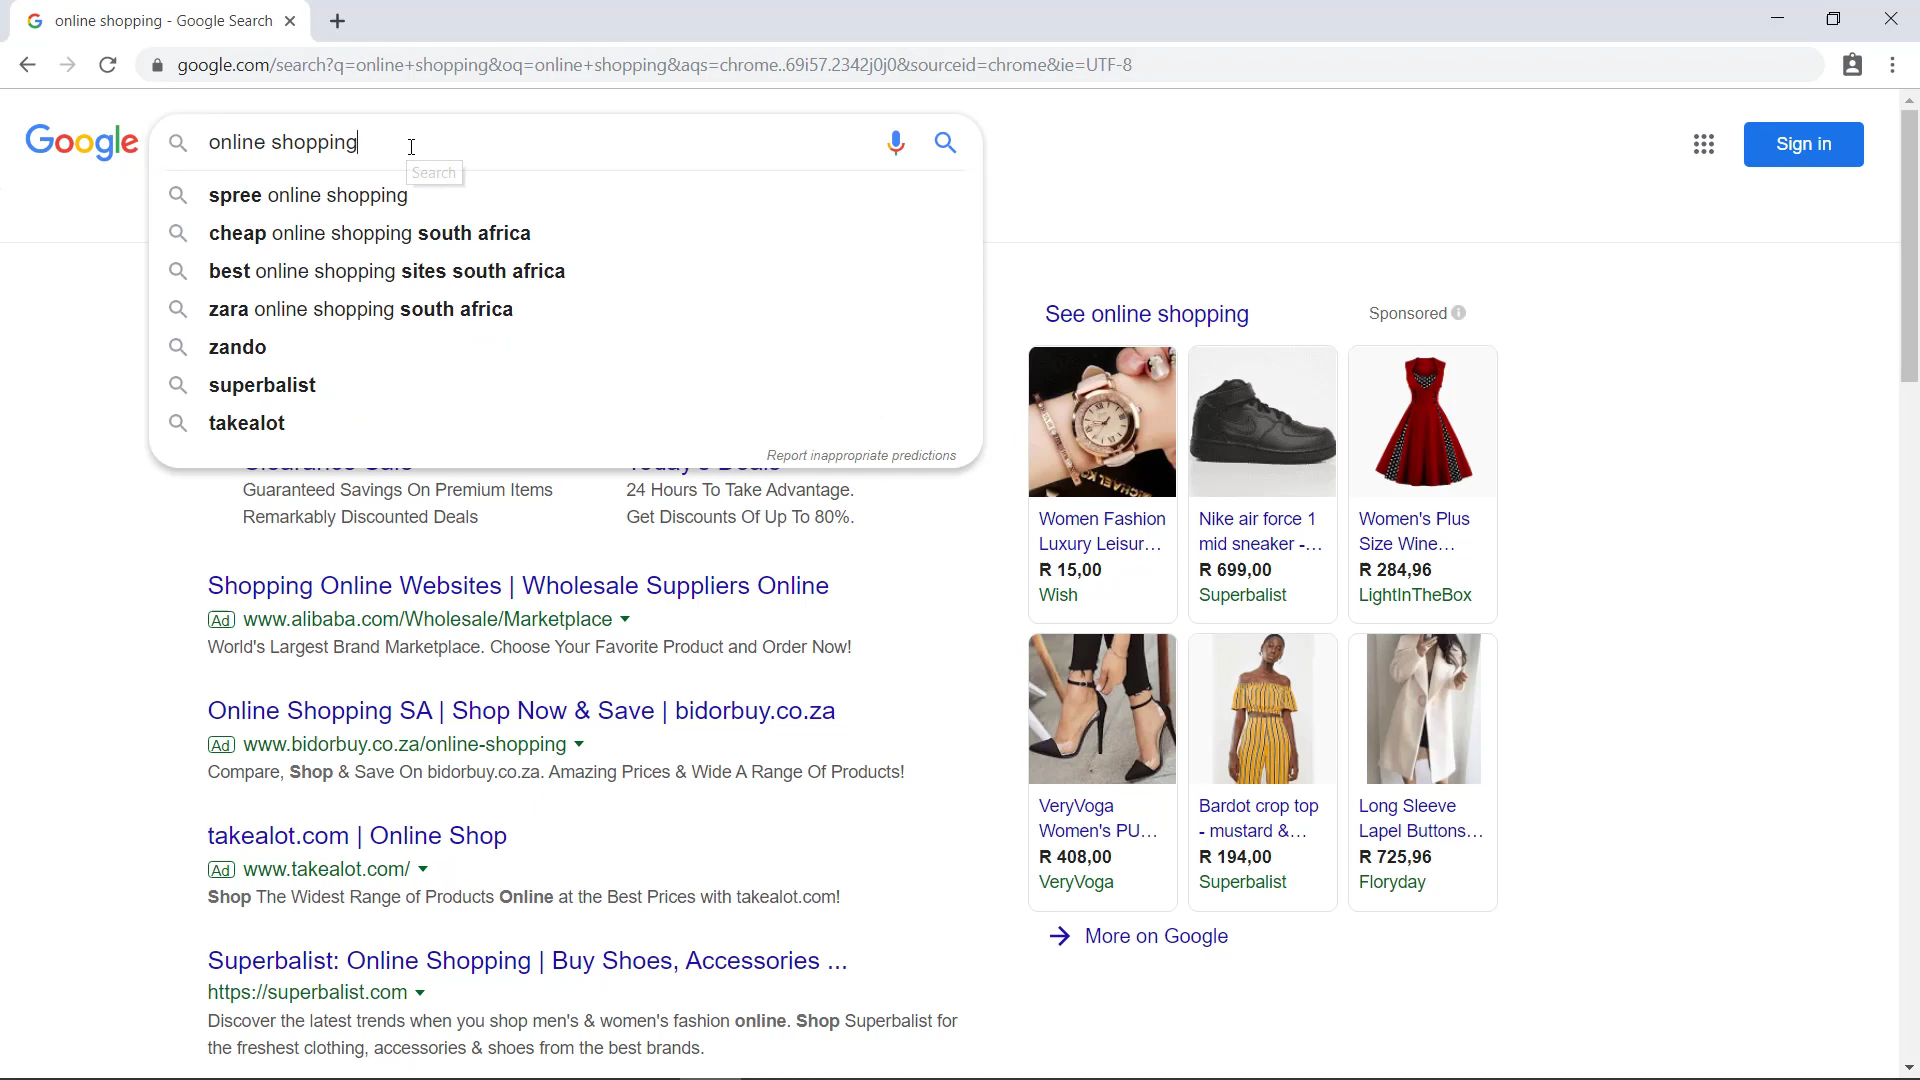 online shopping - Google Search
google.com/search?q=online+shopping&oq=online+shopping&aqs=chrome..69i57.2342j0j0&sourceid=chrome&ie=UTF-8
Google
online shopping
Sign in
Search
spree online shopping
cheap online shopping south africa
best online shopping sites south africa
zara online shopping south africa
zando
superbalist
takealot
Report inappropriate predictions
Clearance Sale
Today's Deals
Guaranteed Savings On Premium Items
Remarkably Discounted Deals
24 Hours To Take Advantage.
Get Discounts Of Up To 80%.
Shopping Online Websites | Wholesale Suppliers Online
Ad www.alibaba.com/Wholesale/Marketplace
World's Largest Brand Marketplace. Choose Your Favorite Product and Order Now!
Online Shopping SA | Shop Now & Save | bidorbuy.co.za
Ad www.bidorbuy.co.za/online-shopping
Compare, Shop & Save On bidorbuy.co.za. Amazing Prices & Wide A Range Of Products!
takealot.com | Online Shop
Ad www.takealot.com/
Shop The Widest Range of Products Online at the Best Prices with takealot.com!
Superbalist: Online Shopping | Buy Shoes, Accessories ...
https://superbalist.com
Discover the latest trends when you shop men's & women's fashion online. Shop Superbalist for
the freshest clothing, accessories & shoes from the best brands.
See online shopping
Sponsored
Women Fashion
Luxury Leisur...
R 15,00
Wish
Nike air force 1
mid sneaker -...
R 699,00
Superbalist
Women's Plus
Size Wine...
R 284,96
LightInTheBox
VeryVoga
Women's PU...
R 408,00
VeryVoga
Bardot crop top
- mustard &...
R 194,00
Superbalist
Long Sleeve
Lapel Buttons...
R 725,96
Floryday
More on Google